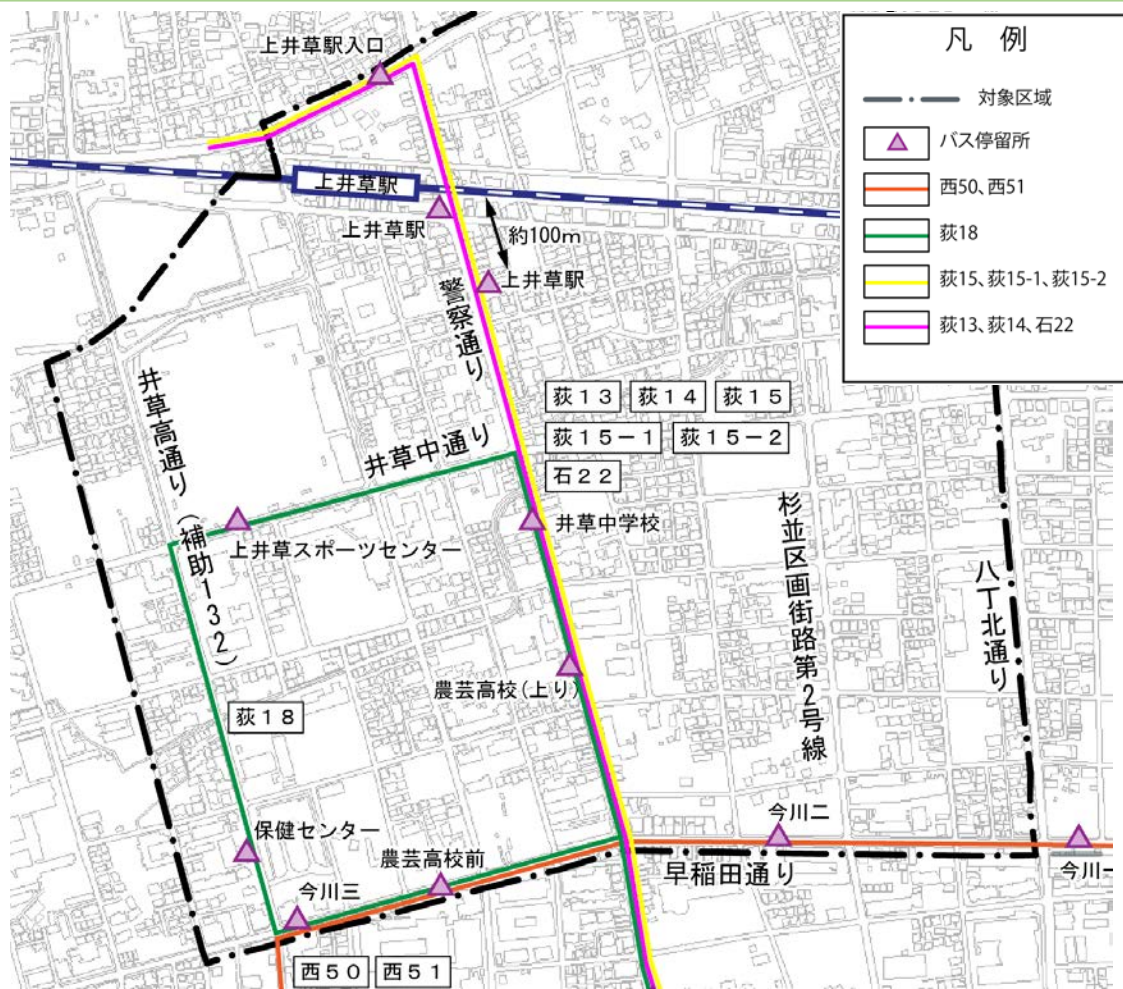 凡 例
対象区域
バス停留所
西50、西51
荻18
荻15、荻15-1、荻15-2
荻13、荻14、石22
上井草駅入口
上井草駅
上井草駅
約100m
上井草駅
警察通り
井草高通り（補助132）
井草中通り
荻13 荻14 荻15
荻15-1 荻15-2
石22
井草中学校
上井草スポーツセンター
杉並区画街路第2号線
八丁北通り
農芸高校(上り)
荻18
保健センター
農芸高校前
今川三
今川二
早稲田通り
今川一
西50 西51